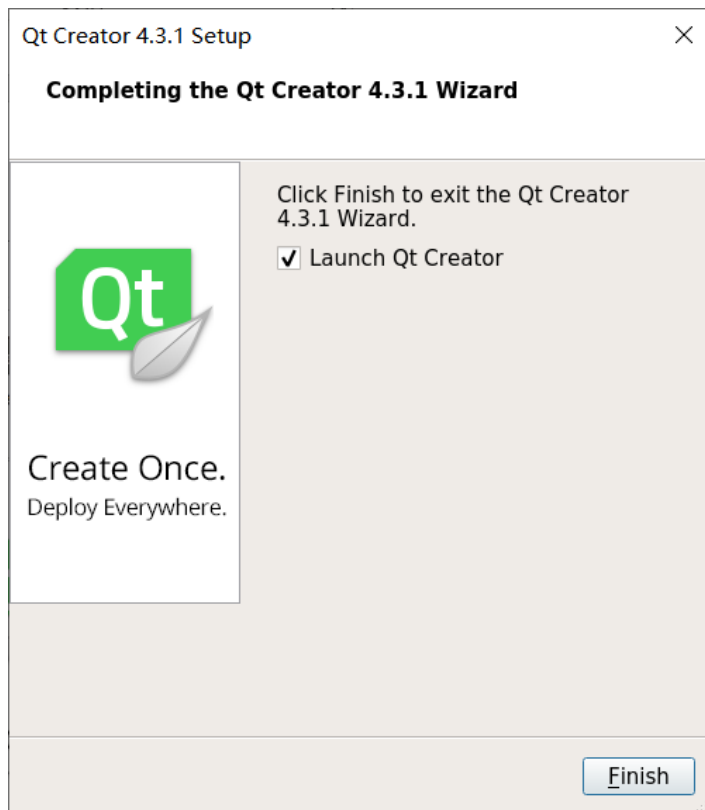 Qt Creator 4.3.1 Setup
Completing the Qt Creator 4.3.1 Wizard
Click Finish to exit the Qt Creator
4.3.1 Wizard.
Launch Qt Creator
Qt
Create Once.
Deploy Everywhere.
Finish